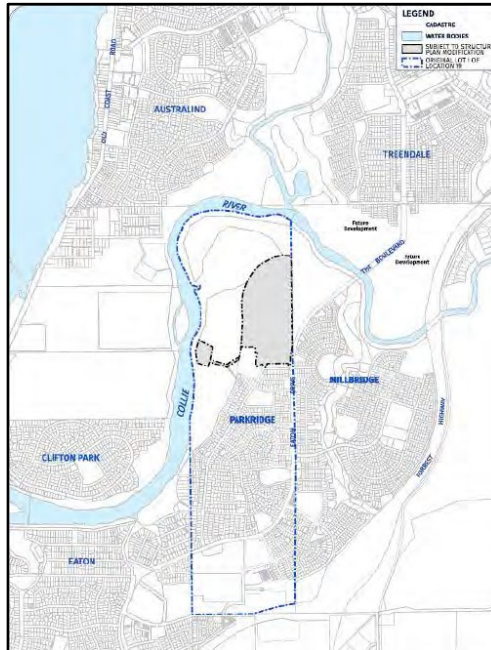 LEGEND
CADASTRE
WATER BODIES
SUBJECT TO STRUCTURE
PLAN MODIFICATION
ORIGINAL LOT 1 OF
LOCATION
OLD COAST ROAD
AUSTRALIND
TREENDALE
RIVER
Future
Development
THE BOULEVARD
Future
Development
COLLIE
MILLBRIDGE
EATON DRIVE
PARKRIDGE
FORREST HIGHWAY
CLIFTON PARK
EATON